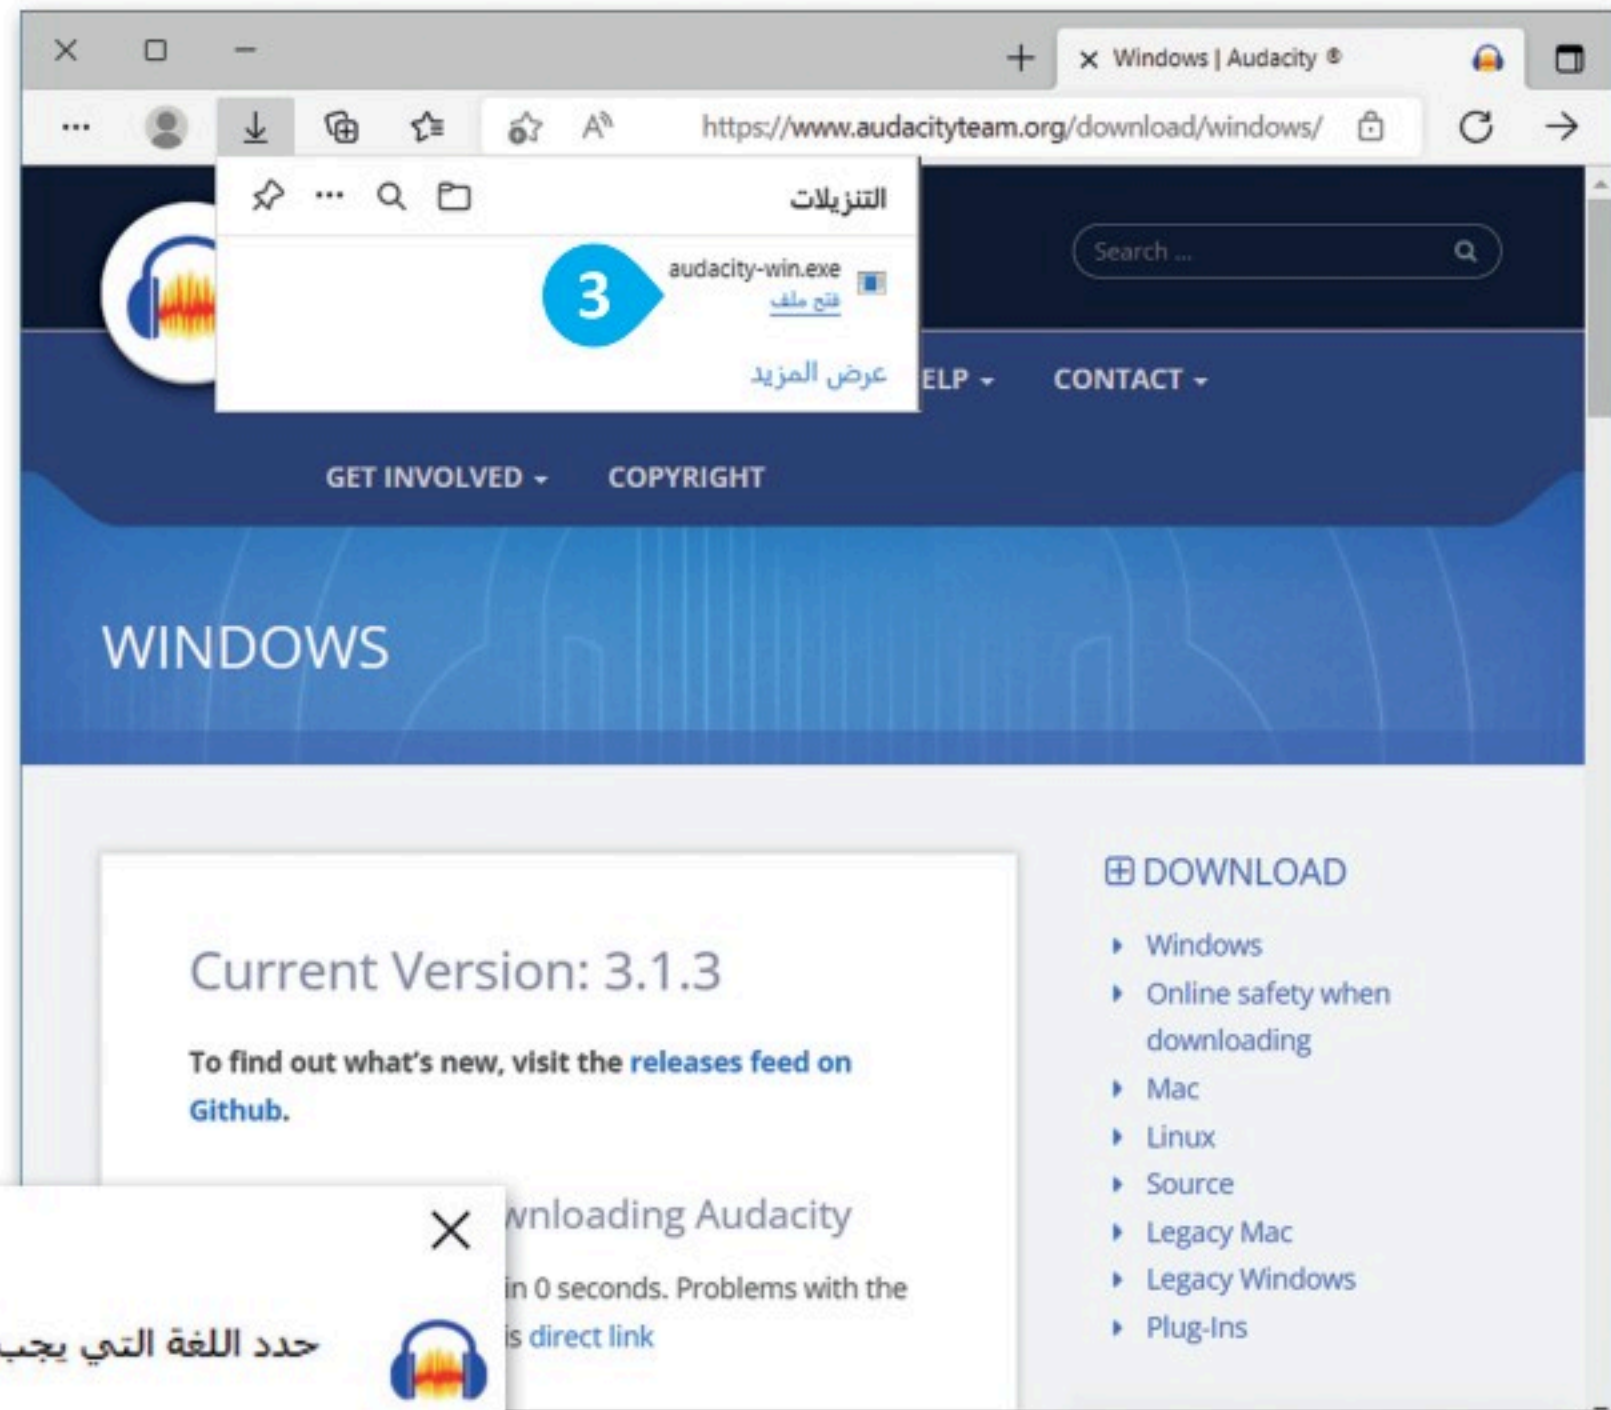 Windows | Audacity ®
https://www.audacityteam.org/download/windows/
التنزيلات
Search ...
audacity-win.exe
فتح ملف
3
عرض المزيد
ELP
CONTACT
GET INVOLVED
COPYRIGHT
WINDOWS
Current Version: 3.1.3
To find out what's new, visit the releases feed on
Github.
wnloading Audacity
in 0 seconds. Problems with the
is direct link
DOWNLOAD
Windows
Online safety when
downloading
Mac
Linux
Source
Legacy Mac
Legacy Windows
Plug-Ins
حدد اللغة التي يجب